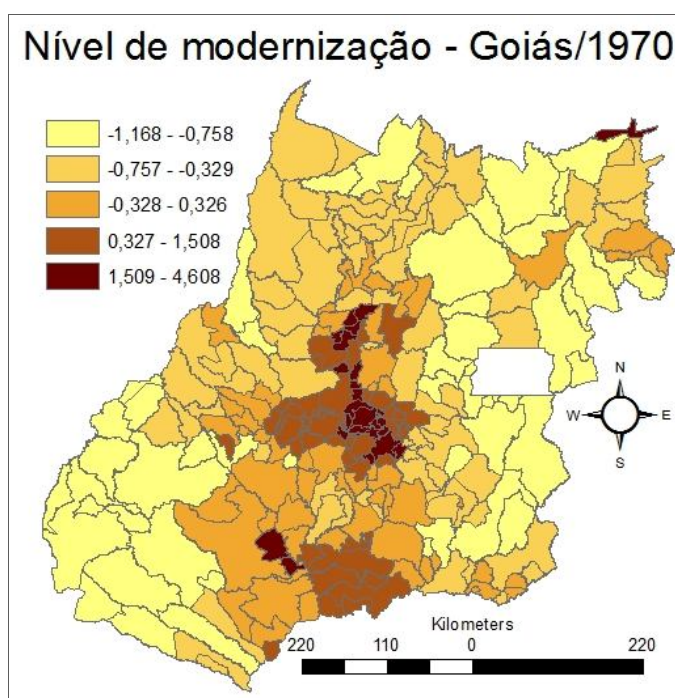 Nível de modernização - Goiás/1970
-1,168 - -0,758
-0,757 - -0,329
-0,328 - 0,326
0,327 - 1,508
1,509 - 4,608
N
W E
S
Kilometers
220 110 0 220